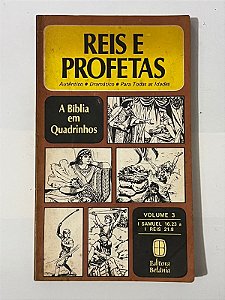 REIS E
PROFETAS
Autêntico • Dramático • Para Todas as Idades
A Bíblia
em
Quadrinhos
VOLUME 3
I SAMUEL 16.23 a
I REIS 21.8
Editora
Betânia